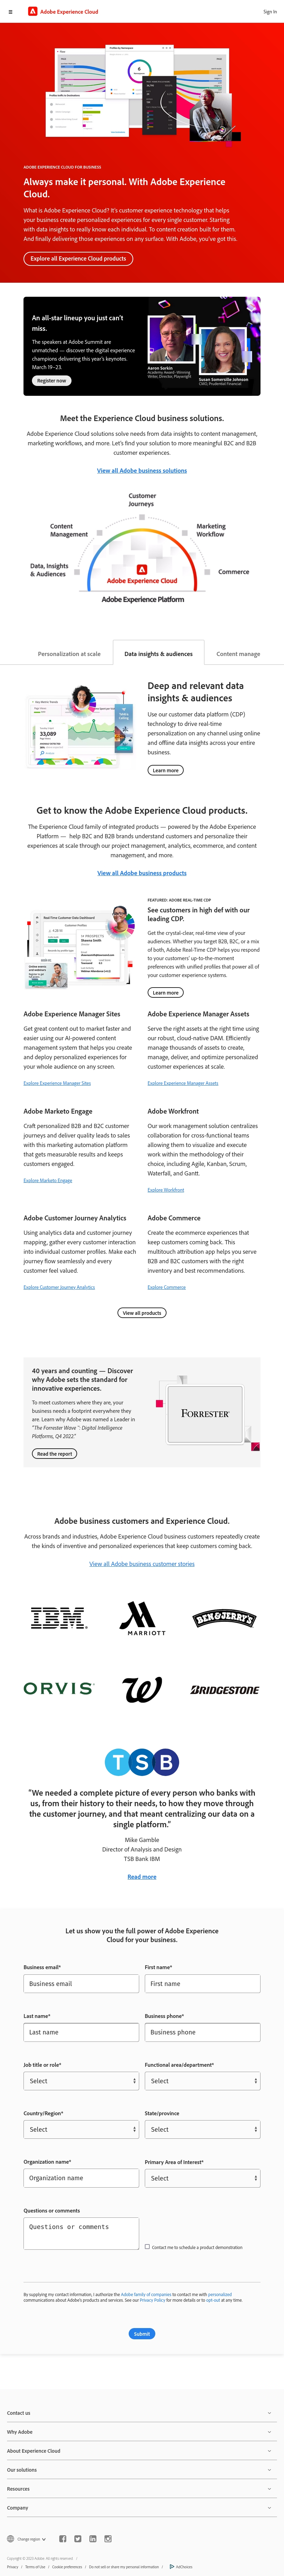 Adobe Experience Cloud
Sign In
ADOBE EXPERIENCE CLOUD FOR BUSINESS
Always make it personal. With Adobe Experience
Cloud.
What is Adobe Experience Cloud? It's customer experience technology that helps
your business create personalized experiences for every single customer. Starting
with data insights to really know each individual. To content creation built for them.
And finally delivering those experiences on any surface. With Adobe, you've got this.
Explore all Experience Cloud products
An all-star lineup you just can't
miss.
The speakers at Adobe Summit are
unmatched — discover the digital experience
champions delivering this year's keynotes.
March 19–23.
Register now
Aaron Sorkin
Academy Award- Winning
Writer, Director, Playwright
Susan Somersille Johnson
CMO, Prudential Financial
Meet the Experience Cloud business solutions.
Adobe Experience Cloud solutions solve needs from data insights to content management,
marketing workflows, and more. Let's find your solution to more meaningful B2C and B2B
customer experiences.
View all Adobe business solutions
Customer
Journeys
Content
Management
Marketing
Workflow
Data, Insights
& Audiences
Commerce
Adobe Experience Cloud
Adobe Experience Platform
Personalization at scale
Data insights & audiences
Content manage
33,089
Deep and relevant data
insights & audiences
Use our customer data platform (CDP)
technology to drive real-time
personalization on any channel using online
and offline data insights across your entire
business.
Learn more
Get to know the Adobe Experience Cloud products.
The Experience Cloud family of integrated products — powered by the Adobe Experience
Platform — help B2C and B2B brands understand customers and personalize their
experiences at scale through our project management, analytics, ecommerce, and content
management, and more.
View all Adobe business products
Real-Time Customer Data Dashboard
FEATURED: ADOBE REAL-TIME CDP
See customers in high def with our
leading CDP.
Get the crystal-clear, real-time view of your
audiences. Whether you target B2B, B2C, or a mix
of both, Adobe Real-Time CDP helps you respond
to your customers' up-to-the-moment
preferences with unified profiles that power all of
your customer experience systems.
Learn more
Adobe Experience Manager Sites
Get great content out to market faster and
easier using our AI-powered content
management system that helps you create
and deploy personalized experiences for
your whole audience on any screen.
Explore Experience Manager Sites
Adobe Experience Manager Assets
Serve the right assets at the right time using
our robust, cloud-native DAM. Efficiently
manage thousands of assets to create,
manage, and deliver, and optimize personalized
customer experiences at scale.
Explore Experience Manager Assets
Adobe Marketo Engage
Craft personalized B2B and B2C customer
journeys and deliver quality leads to sales
with this marketing automation platform
that gets measurable results and keeps
customers engaged.
Explore Marketo Engage
Adobe Workfront
Our work management solution centralizes
collaboration for cross-functional teams
allowing them to visualize and execute
work within the methodology of their
choice, including Agile, Kanban, Scrum,
Waterfall, and Gantt.
Explore Workfront
Adobe Customer Journey Analytics
Using analytics data and customer journey
mapping, gather every customer interaction
into individual customer profiles. Make each
journey flow seamlessly and every
customer feel valued.
Explore Customer Journey Analytics
Adobe Commerce
Create the ecommerce experiences that
keep customers coming back. This
multitouch attribution app helps you serve
B2B and B2C customers with the right
inventory and best recommendations.
Explore Commerce
View all products
40 years and counting — Discover
why Adobe sets the standard for
innovative experiences.
To meet customers where they are, your
business needs a footprint everywhere they
are. Learn why Adobe was named a Leader in
"The Forrester Wave™: Digital Intelligence
Platforms, Q4 2022."
Read the report
FORRESTER®
Adobe business customers and Experience Cloud.
Across brands and industries, Adobe Experience Cloud business customers repeatedly create
the kinds of inventive and personalized experiences that keep customers coming back.
View all Adobe business customer stories
IBM
MARRIOTT
BEN&JERRY'S
ORVIS
W
BRIDGESTONE
TSB
"We needed a complete picture of every person who banks with
us, from their history to their needs, to how they move through
the customer journey, and that meant centralizing our data on a
single platform."
Mike Gamble
Director of Analysis and Design
TSB Bank IBM
Read more
Let us show you the full power of Adobe Experience
Cloud for your business.
Business email*
First name*
Business email
First name
Last name*
Business phone*
Last name
Business phone
Job title or role*
Functional area/department*
Select
Select
Country/Region*
State/province
Select
Select
Organization name*
Primary Area of Interest*
Organization name
Select
Questions or comments
Questions or comments
Contact me to schedule a product demonstration
By supplying my contact information, I authorize the Adobe family of companies to contact me with personalized
communications about Adobe's products and services. See our Privacy Policy for more details or to opt-out at any time.
Submit
Contact us
Why Adobe
About Experience Cloud
Our solutions
Resources
Company
Change region
Copyright © 2023 Adobe. All rights reserved. /
Privacy / Terms of Use / Cookie preferences / Do not sell or share my personal information / AdChoices